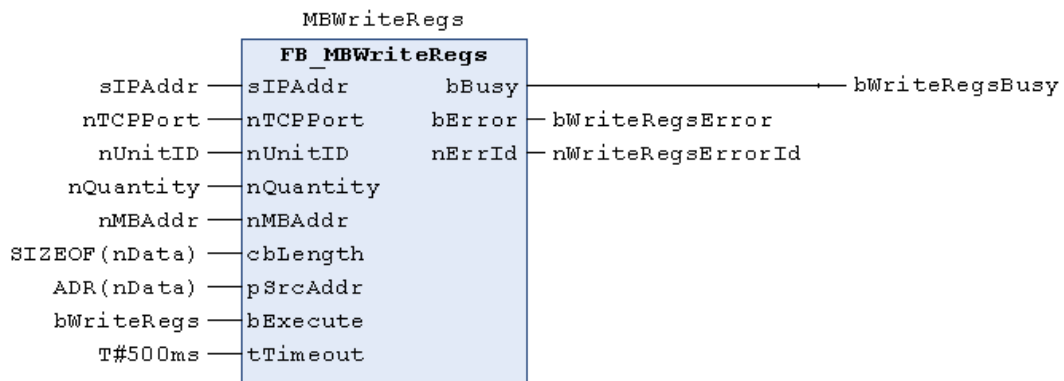 MBWriteRegs
FB_MBWriteRegs
sIPAddr sIPAddr bBusy bWriteRegsBusy
nTCPPort nTCPPort bError bWriteRegsError
nUnitID nUnitID nErrId nWriteRegsErrorId
nQuantity nQuantity
nMBAddr nMBAddr
SIZEOF(nData) cbLength
ADR(nData) pSrcAddr
bWriteRegs bExecute
T#500ms tTimeout